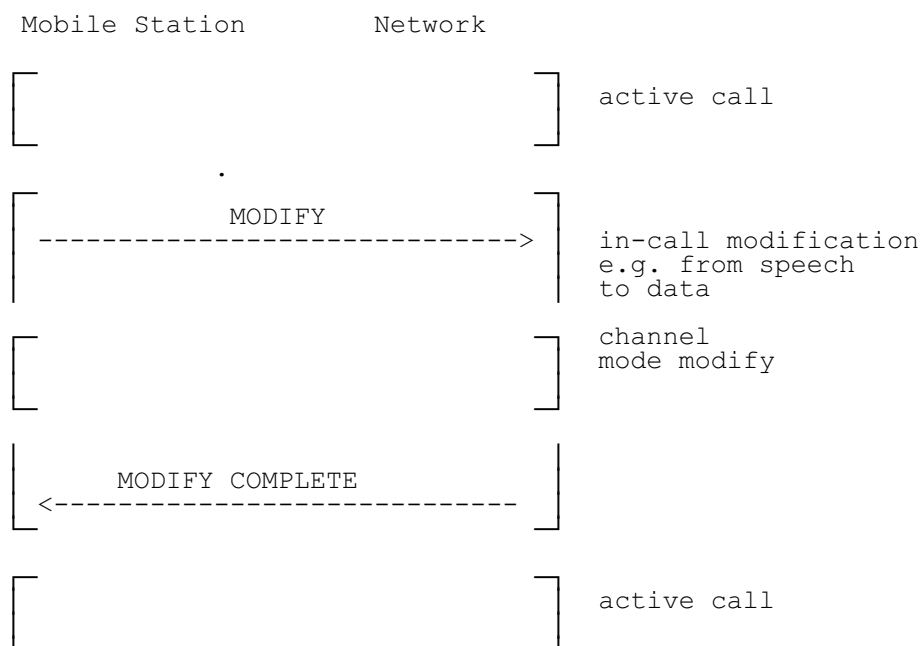 Mobile Station Network
active call
.
MODIFY
------------------------------>
in-call modification
e.g. from speech
to data
channel
mode modify
MODIFY COMPLETE
<-----------------------------
active call